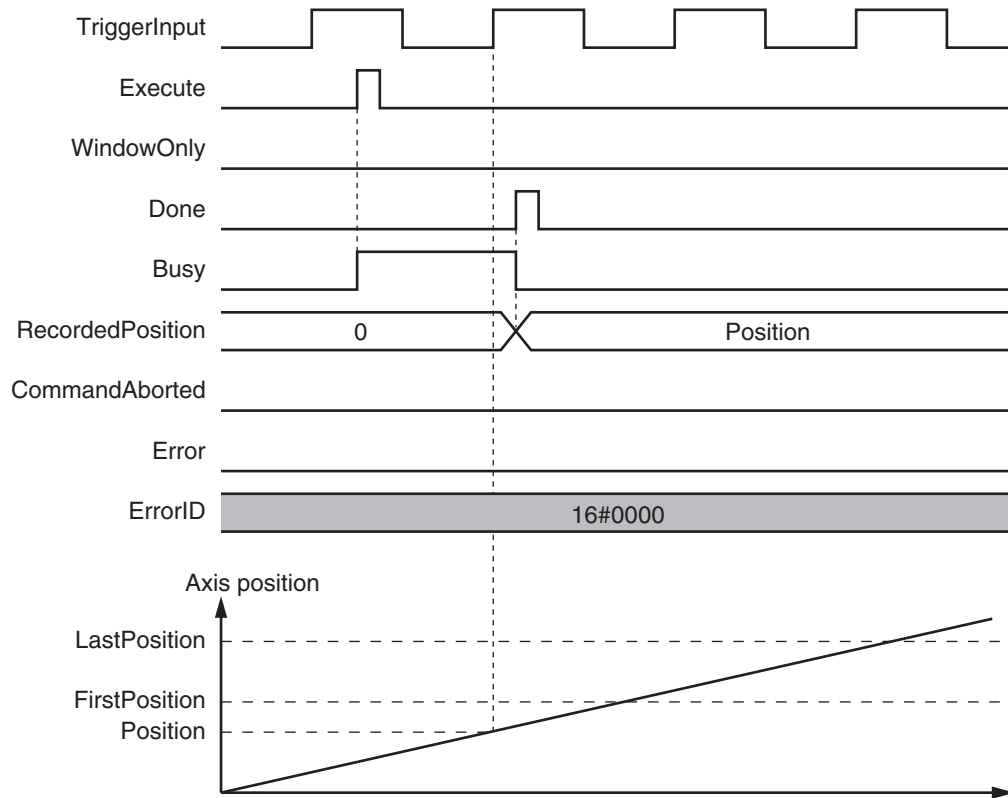 TriggerInput
Execute
WindowOnly
Done
Busy
RecordedPosition
0
Position
CommandAborted
Error
ErrorID
16#0000
Axis position
LastPosition
FirstPosition
Position